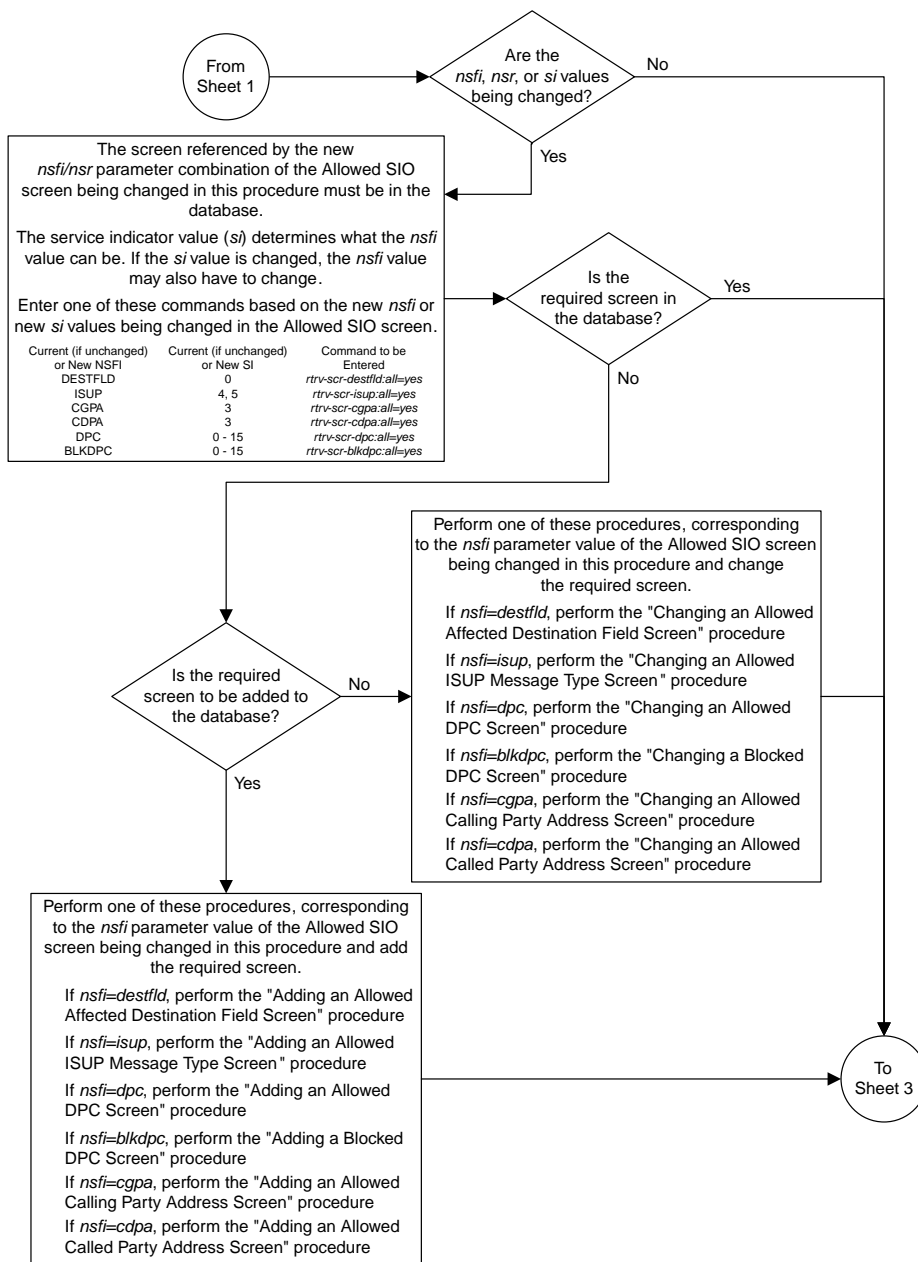 From
Sheet 1
Are the
nsfi, nsr, or si values
being changed?
No
Yes
The screen referenced by the new
nsfi/nsr parameter combination of the Allowed SIO
screen being changed in this procedure must be in the
database.
The service indicator value (si) determines what the nsfi
value can be. If the si value is changed, the nsfi value
may also have to change.
Enter one of these commands based on the new nsfi or
new si values being changed in the Allowed SIO screen.
Current (if unchanged) Current (if unchanged) Command to be
or New NSFI or New SI Entered
DESTFLD 0 rtrv-scr-destfld:all=yes
ISUP 4, 5 rtrv-scr-isup:all=yes
CGPA 3 rtrv-scr-cgpa:all=yes
CDPA 3 rtrv-scr-cdpa:all=yes
DPC 0 - 15 rtrv-scr-dpc:all=yes
BLKDPC 0 - 15 rtrv-scr-blkdpc:all=yes
Is the
required screen in
the database?
Yes
No
Is the required
screen to be added to
the database?
No
Yes
Perform one of these procedures, corresponding
to the nsfi parameter value of the Allowed SIO screen
being changed in this procedure and change
the required screen.
If nsfi=destfld, perform the "Changing an Allowed
Affected Destination Field Screen" procedure
If nsfi=isup, perform the "Changing an Allowed
ISUP Message Type Screen" procedure
If nsfi=dpc, perform the "Changing an Allowed
DPC Screen" procedure
If nsfi=blkdpc, perform the "Changing a Blocked
DPC Screen" procedure
If nsfi=cgpa, perform the "Changing an Allowed
Calling Party Address Screen" procedure
If nsfi=cdpa, perform the "Changing an Allowed
Called Party Address Screen" procedure
Perform one of these procedures, corresponding
to the nsfi parameter value of the Allowed SIO
screen being changed in this procedure and add
the required screen.
If nsfi=destfld, perform the "Adding an Allowed
Affected Destination Field Screen" procedure
If nsfi=isup, perform the "Adding an Allowed
ISUP Message Type Screen" procedure
If nsfi=dpc, perform the "Adding an Allowed
DPC Screen" procedure
If nsfi=blkdpc, perform the "Adding a Blocked
DPC Screen" procedure
If nsfi=cgpa, perform the "Adding an Allowed
Calling Party Address Screen" procedure
If nsfi=cdpa, perform the "Adding an Allowed
Called Party Address Screen" procedure
To
Sheet 3